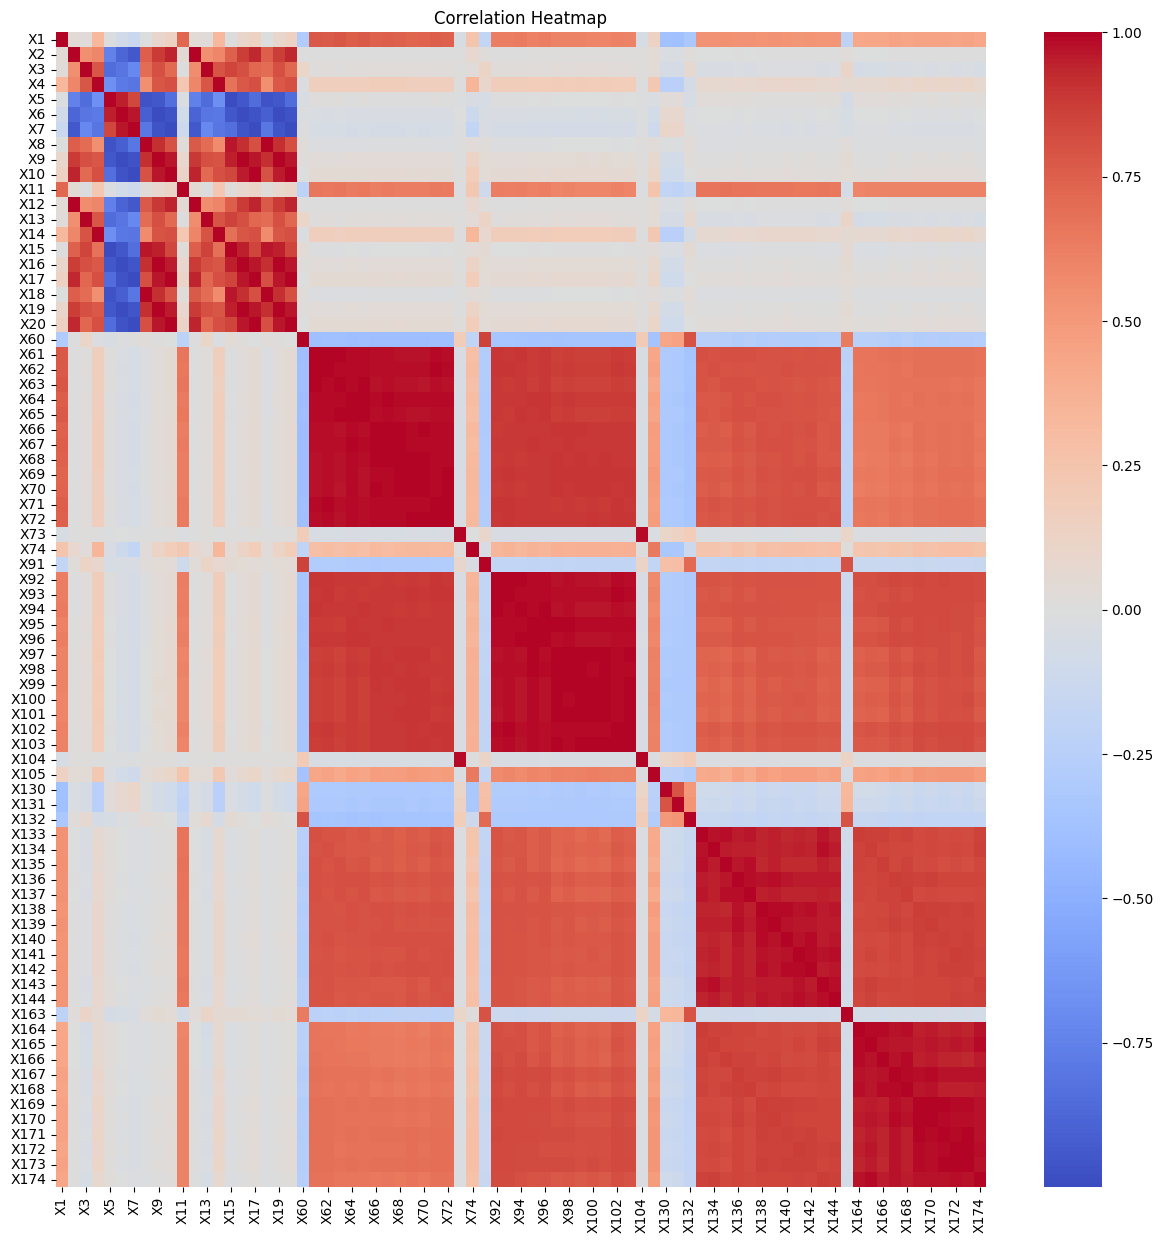 Correlation Heatmap
X1
X2
X3
X4
X5
X6
X7
X8
X9
X10
X11
X12
X13
X14
X15
X16
X17
X18
X19
X20
X60
X61
X62
X63
X64
X65
X66
X67
X68
X69
X70
X71
X72
X73
X74
X91
X92
X93
X94
X95
X96
X97
X98
X99
X100
X101
X102
X103
X104
X105
X130
X131
X132
X133
X134
X135
X136
X137
X138
X139
X140
X141
X142
X143
X144
X163
X164
X165
X166
X167
X168
X169
X170
X171
X172
X173
X174
X1
X3
X5
X7
X9
X11
X13
X15
X17
X19
X60
X62
X64
X66
X68
X70
X72
X74
X92
X94
X96
X98
X100
X102
X104
X130
X132
X134
X136
X138
X140
X142
X144
X164
X166
X168
X170
X172
X174
1.00
0.75
0.50
0.25
0.00
−0.25
−0.50
−0.75